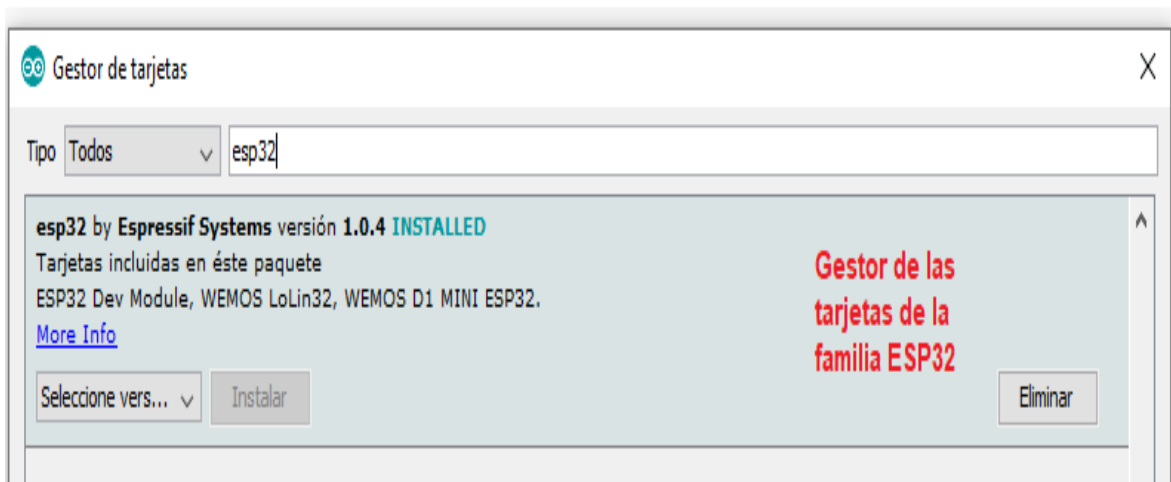 Gestor de tarjetas
Tipo Todos esp32
esp32 by Espressif Systems versión 1.0.4 INSTALLED
Tarjetas incluidas en éste paquete
ESP32 Dev Module, WEMOS LoLin32, WEMOS D1 MINI ESP32.
More Info
Gestor de las
tarjetas de la
familia ESP32
Seleccione vers... Instalar Eliminar